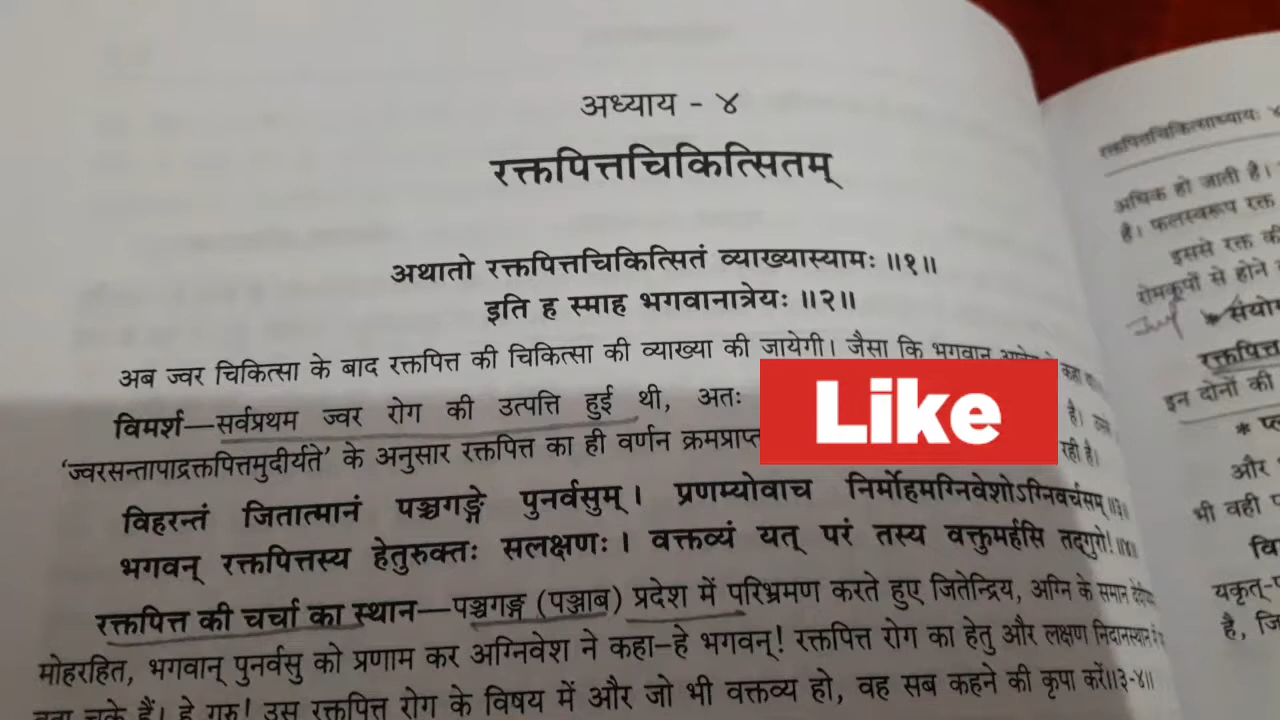 अध्याय - ४
रक्तपित्तचिकित्सितम्
अथातो रक्तपित्तचिकित्सितं व्याख्यास्यामः ॥१॥
इति ह स्माह भगवानात्रेयः ॥२॥
अब ज्वर चिकित्सा के बाद रक्तपित्त की चिकित्सा की व्याख्या की जायेगी। जैसा कि भगवान
विमर्श—सर्वप्रथम ज्वर रोग की उत्पत्ति हुई थी, अतः है।
Like
'ज्वरसन्तापाद्रक्तपित्तमुदीर्यते' के अनुसार रक्तपित्त का ही वर्णन क्रमप्राप्त रही है।
विहरन्तं जितात्मानं पञ्चगङ्गे पुनर्वसुम्। प्रणम्योवाच निर्मोहमग्निवेशोऽग्निवर्चसम्॥३॥
भगवन् रक्तपित्तस्य हेतुरुक्तः सलक्षणः। वक्तव्यं यत् परं तस्य वक्तुमर्हसि तद्गुरो!॥४॥
रक्तपित्त की चर्चा का स्थान—पञ्चगङ्ग (पञ्जाब) प्रदेश में परिभ्रमण करते हुए जितेन्द्रिय, अग्नि के समान
मोहरहित, भगवान् पुनर्वसु को प्रणाम कर अग्निवेश ने कहा-हे भगवन्! रक्तपित्त रोग का हेतु और लक्षण निदानस्थान में
चुके हैं। हे गुरु! उस रक्तपित्त रोग के विषय में और जो भी वक्तव्य हो, वह सब कहने की कृपा करें॥३-४॥
रक्तपित्तचिकित्साध्यायः ४
अधिक हो जाती है।
है। फलस्वरूप रक्त
इससे रक्त की
रोमकूपों से होने
रक्तपित्त
इन दोनों की
और
भी वही
यकृत्-
है,